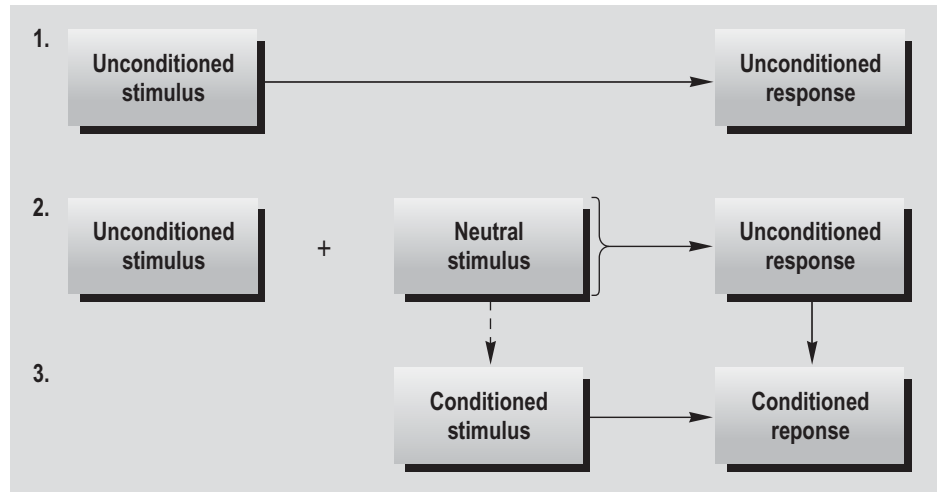 1.
Unconditioned
stimulus
Unconditioned
response
2.
Unconditioned
stimulus
+
Neutral
stimulus
Unconditioned
response
3.
Conditioned
stimulus
Conditioned
reponse